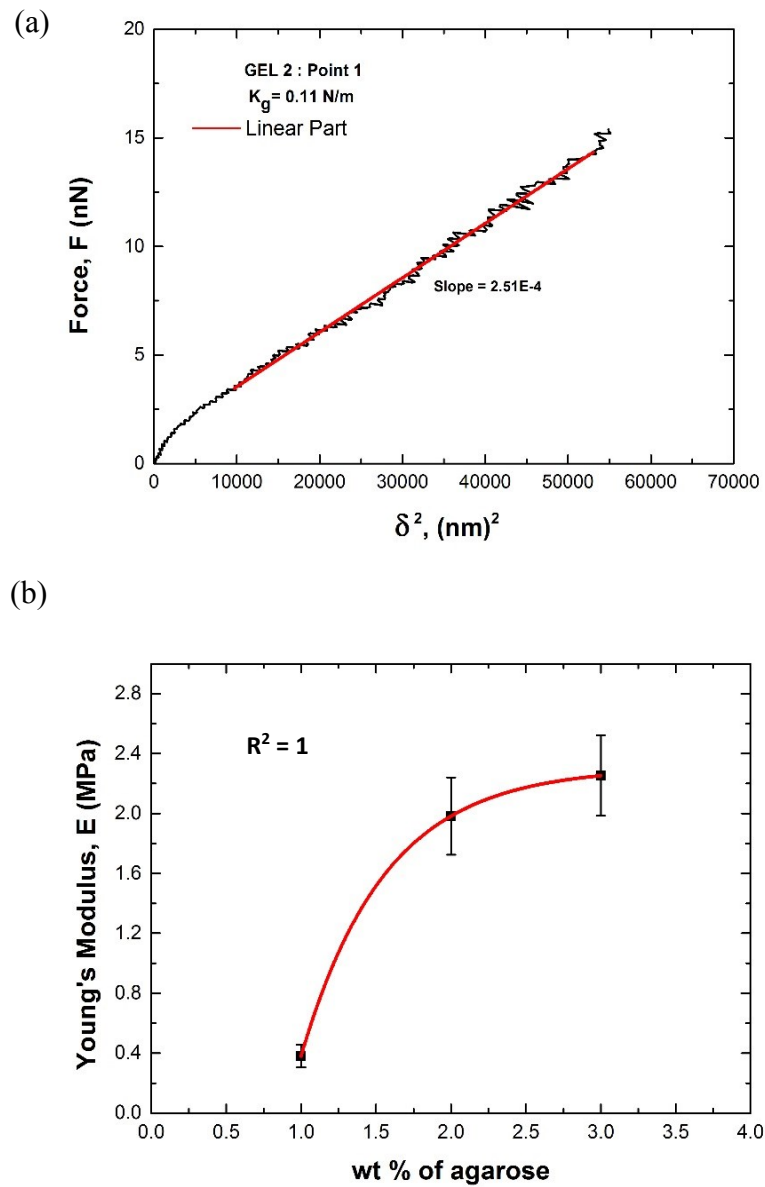 (a)
20
15
10
5
0
Force, F (nN)
GEL 2 : Point 1
Kg= 0.11 N/m
Linear Part
Slope = 2.51E-4
0 10000 20000 30000 40000 50000 60000 70000
δ², (nm)²
(b)
2.8
2.4
2.0
1.6
1.2
0.8
0.4
0.0
Young's Modulus, E (MPa)
R² = 1
0.0 0.5 1.0 1.5 2.0 2.5 3.0 3.5 4.0
wt % of agarose